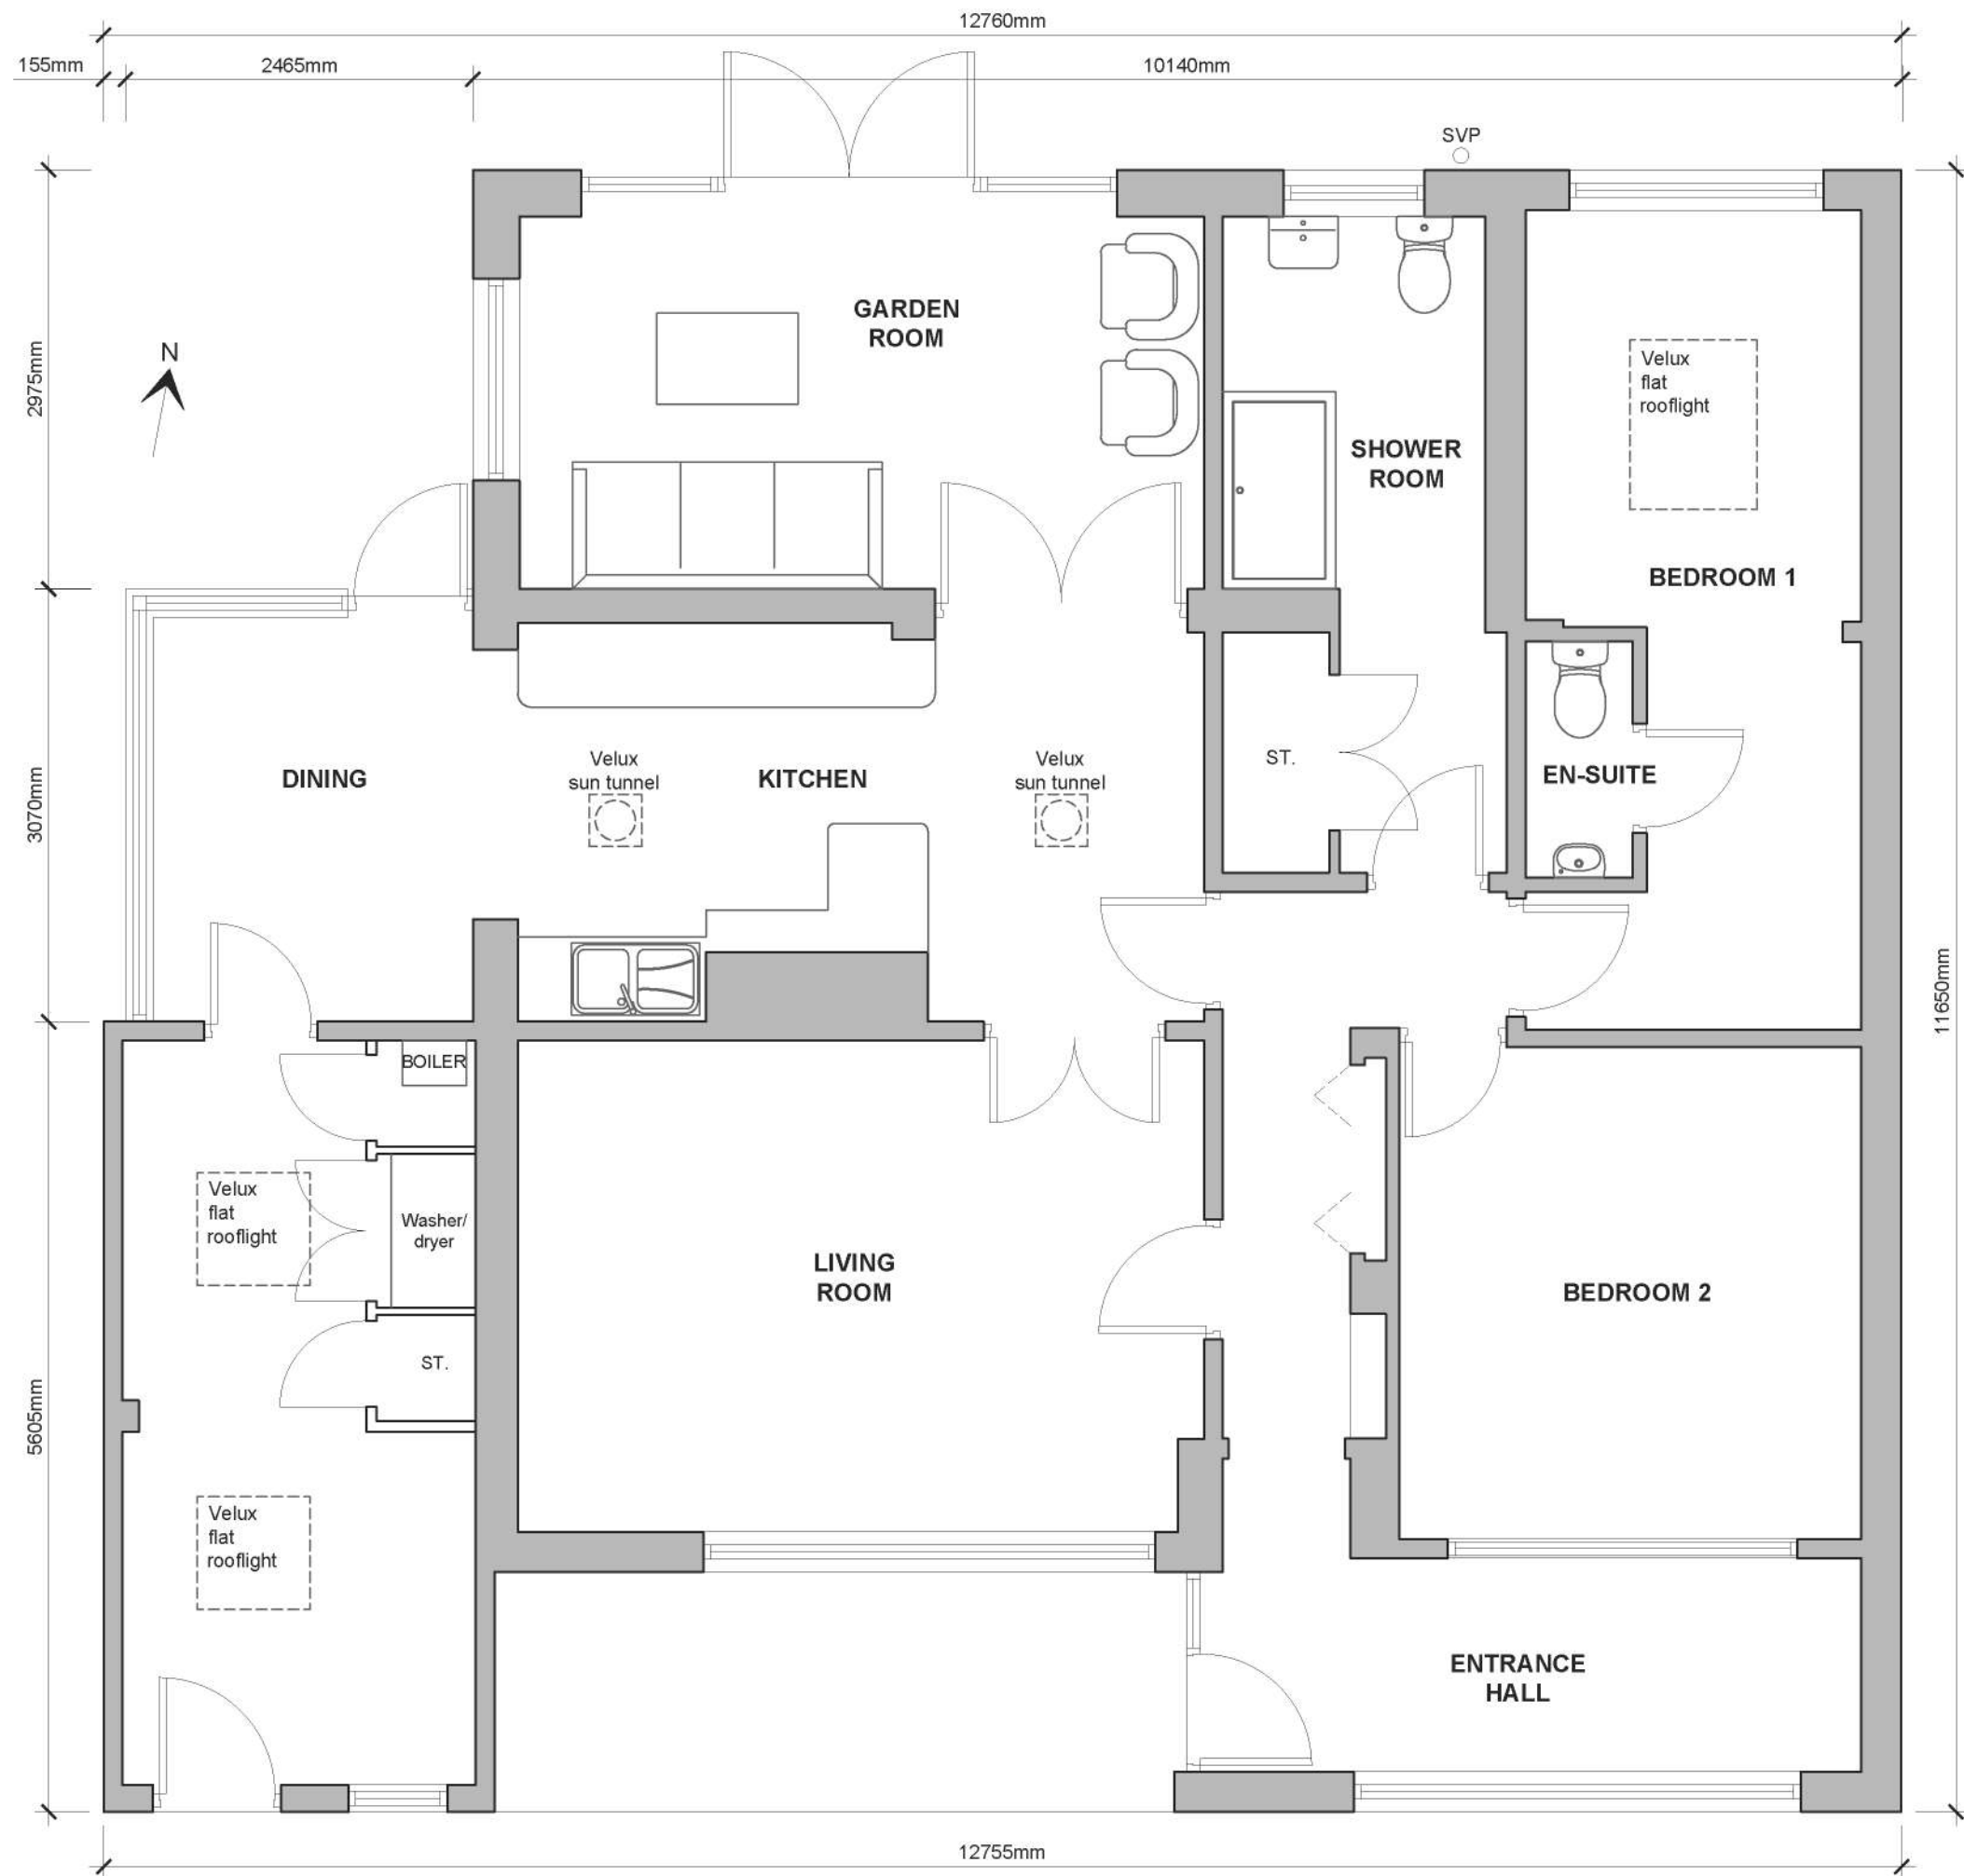 12760mm
155mm
2465mm
10140mm
SVP
2975mm
N
GARDEN
ROOM
Velux
flat
rooflight
SHOWER
ROOM
BEDROOM 1
3070mm
DINING
Velux
sun tunnel
KITCHEN
Velux
sun tunnel
ST.
EN-SUITE
11650mm
BOILER
Velux
flat
rooflight
Washer/
dryer
LIVING
ROOM
BEDROOM 2
ST.
5605mm
Velux
flat
rooflight
ENTRANCE
HALL
12755mm